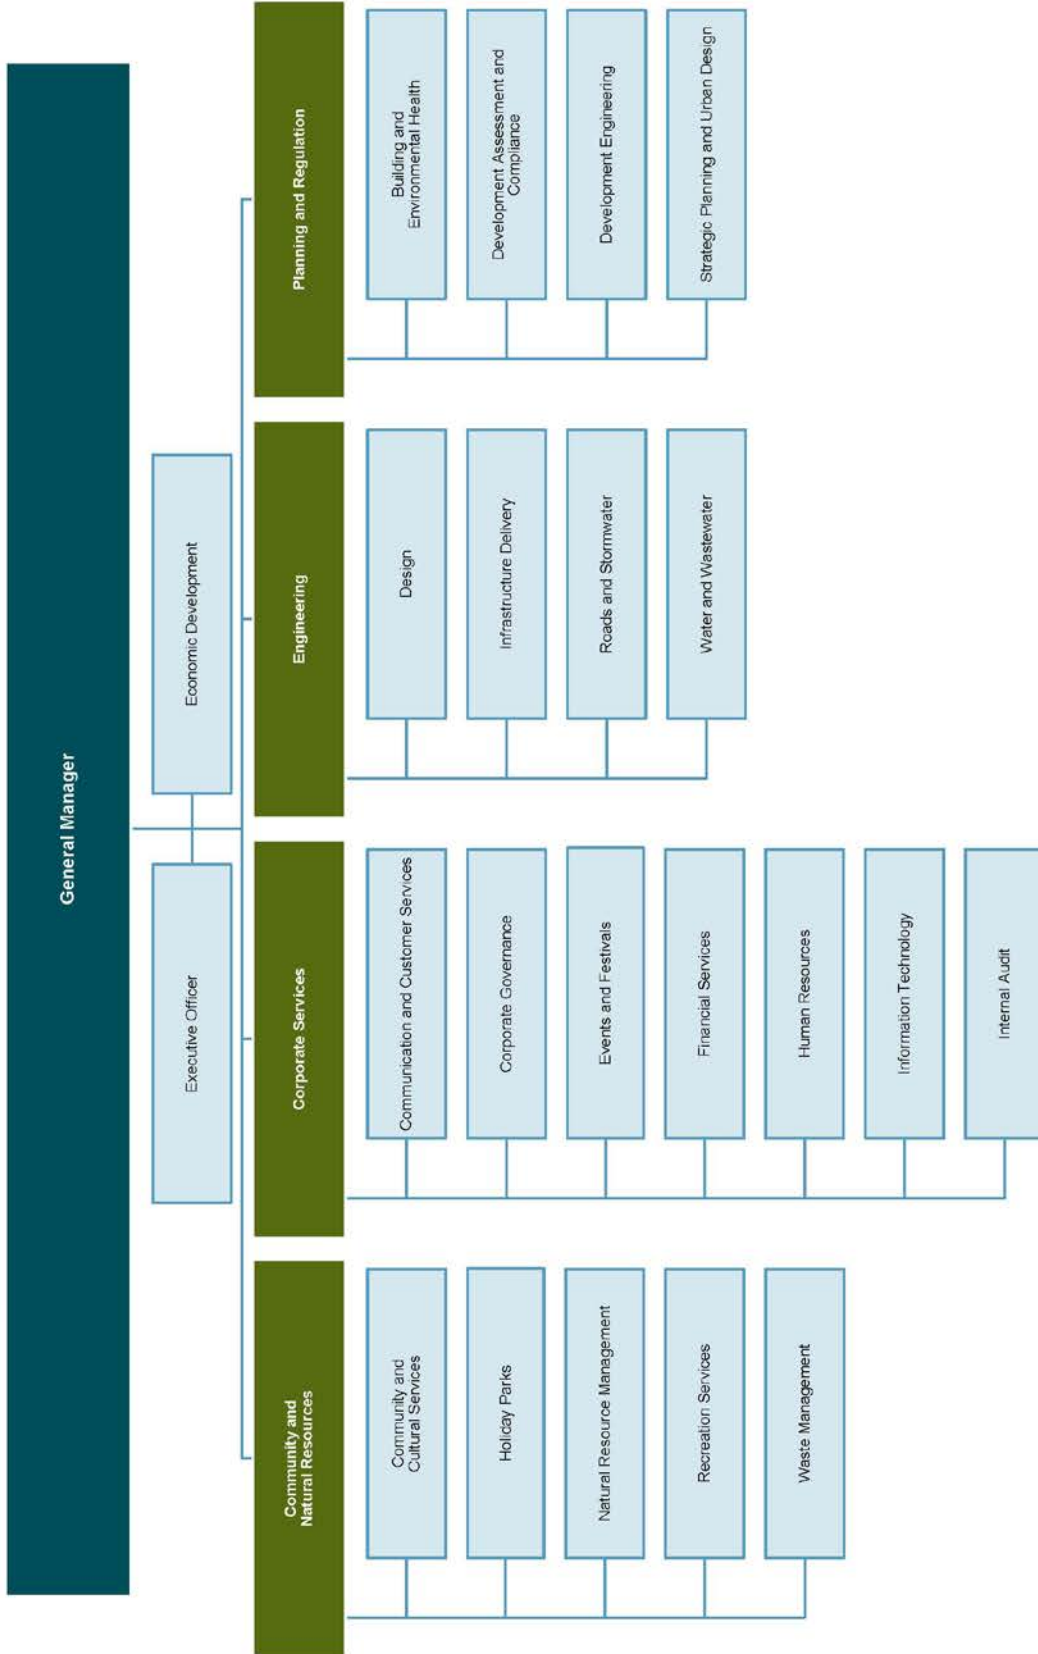 General Manager
Executive Officer
Economic Development
Community and
Natural Resources
Corporate Services
Engineering
Planning and Regulation
Community and
Cultural Services
Holiday Parks
Natural Resource Management
Recreation Services
Waste Management
Communication and Customer Services
Corporate Governance
Events and Festivals
Financial Services
Human Resources
Information Technology
Internal Audit
Design
Infrastructure Delivery
Roads and Stormwater
Water and Wastewater
Building and
Environmental Health
Development Assessment and
Compliance
Development Engineering
Strategic Planning and Urban Design